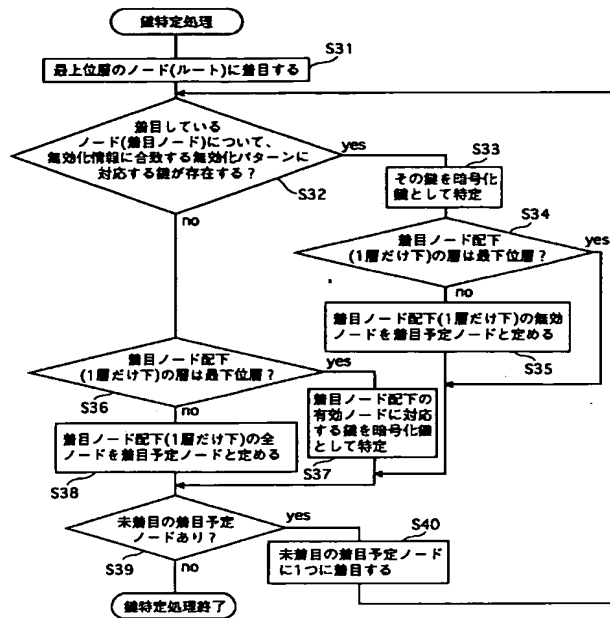 鍵特定処理
S31
最上位層のノード(ルート)に着目する
着目している
ノード(着目ノード)について、
無効化情報に合致する無効化パターンに
対応する鍵が存在する？
yes
S32
no
S33
その鍵を暗号化
鍵として特定
S34
着目ノード配下
(1層だけ下)の層は最下位層？
yes
no
着目ノード配下(1層だけ下)の無効
ノードを着目予定ノードと定める
S35
着目ノード配下
(1層だけ下)の層は最下位層？
yes
S36
no
着目ノード配下の
有効ノードに対応
する鍵を暗号化鍵
として特定
S37
着目ノード配下(1層だけ下)の全
ノードを着目予定ノードと定める
S38
未着目の着目予定
ノードあり？
yes
S39
no
S40
未着目の着目予定ノード
に1つに着目する
鍵特定処理終了